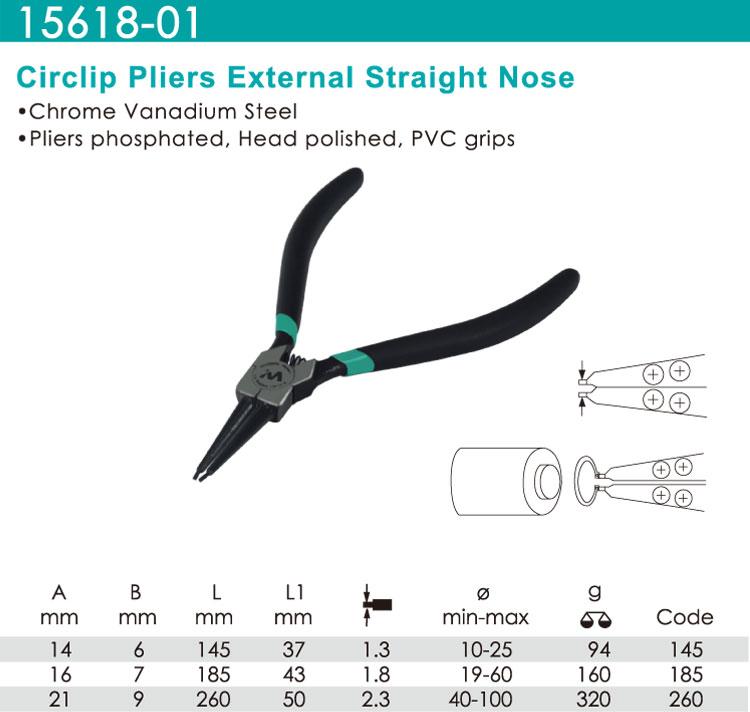 15618-01
Circlip Pliers External Straight Nose
•Chrome Vanadium Steel
•Pliers phosphated, Head polished, PVC grips
A B L L1 ø g
mm mm mm mm min-max Code
14 6 145 37 1.3 10-25 94 145
16 7 185 43 1.8 19-60 160 185
21 9 260 50 2.3 40-100 320 260